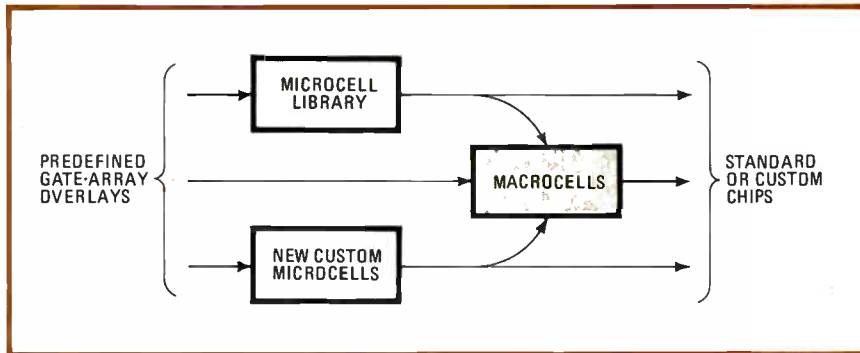 MICROCELL
LIBRARY
PREDEFINED
GATE-ARRAY
OVERLAYS
MACROCELLS
STANDARD
OR CUSTOM
CHIPS
NEW CUSTOM
MICROCELLS